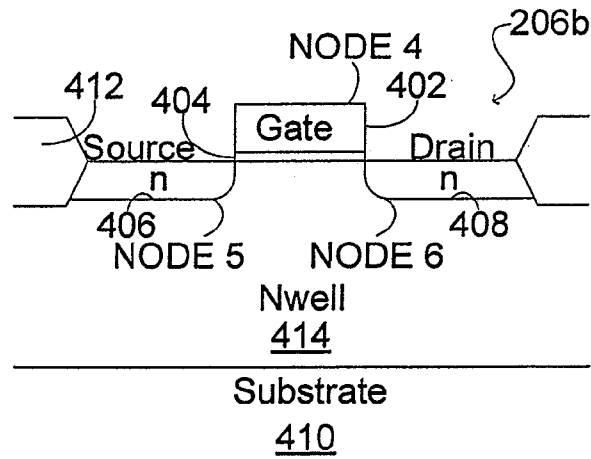 206b
NODE 4
412
404
402
Gate
Source
Drain
n
n
406
408
NODE 5
NODE 6
Nwell
414
Substrate
410